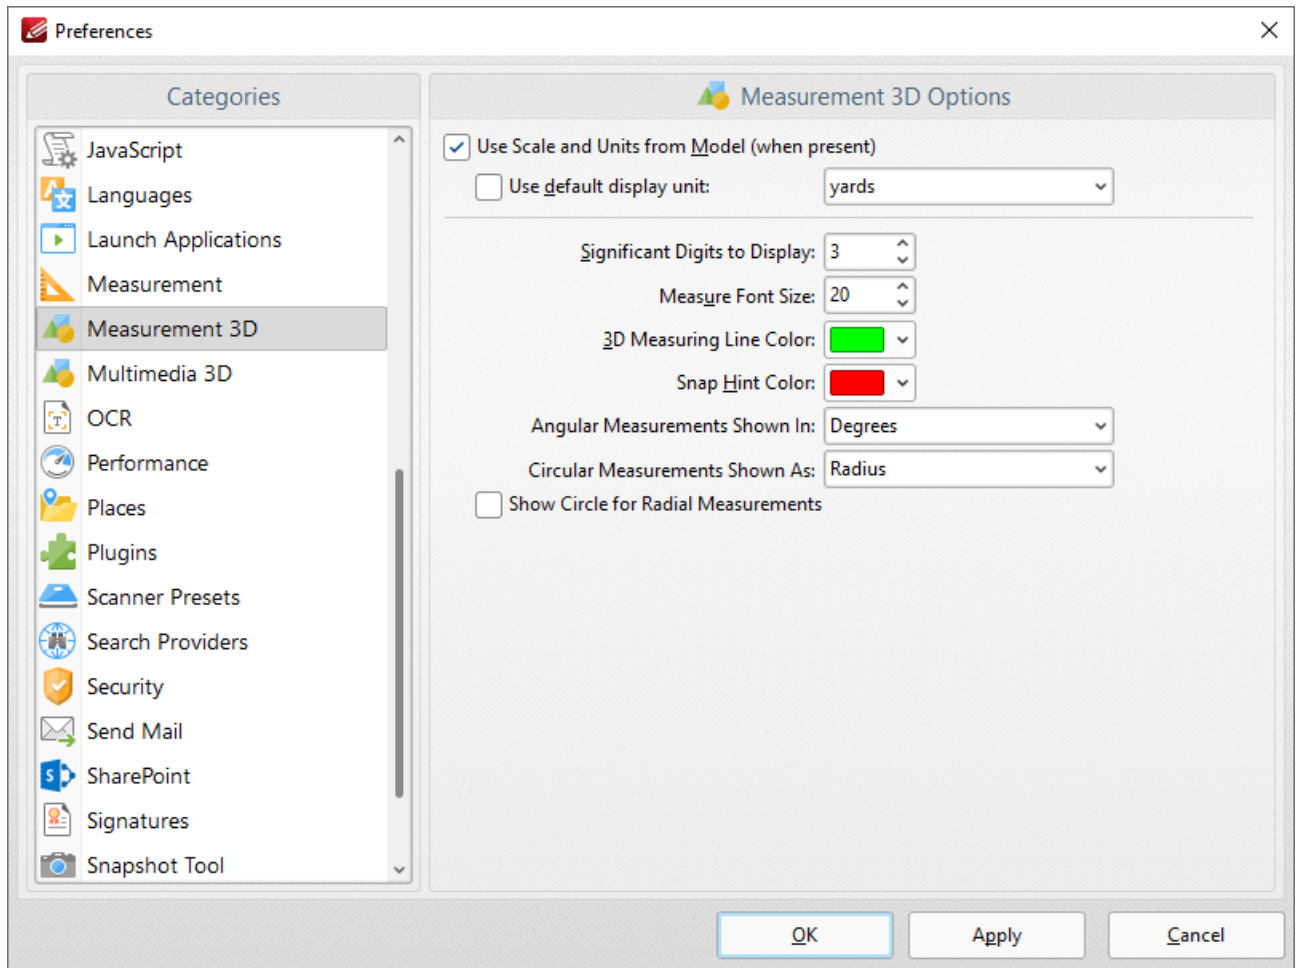 Preferences
Categories
JavaScript
Languages
Launch Applications
Measurement
Measurement 3D
Multimedia 3D
OCR
Performance
Places
Plugins
Scanner Presets
Search Providers
Security
Send Mail
SharePoint
Signatures
Snapshot Tool
Measurement 3D Options
Use Scale and Units from Model (when present)
Use default display unit: yards
Significant Digits to Display: 3
Measure Font Size: 20
3D Measuring Line Color:
Snap Hint Color:
Angular Measurements Shown In: Degrees
Circular Measurements Shown As: Radius
Show Circle for Radial Measurements
OK Apply Cancel